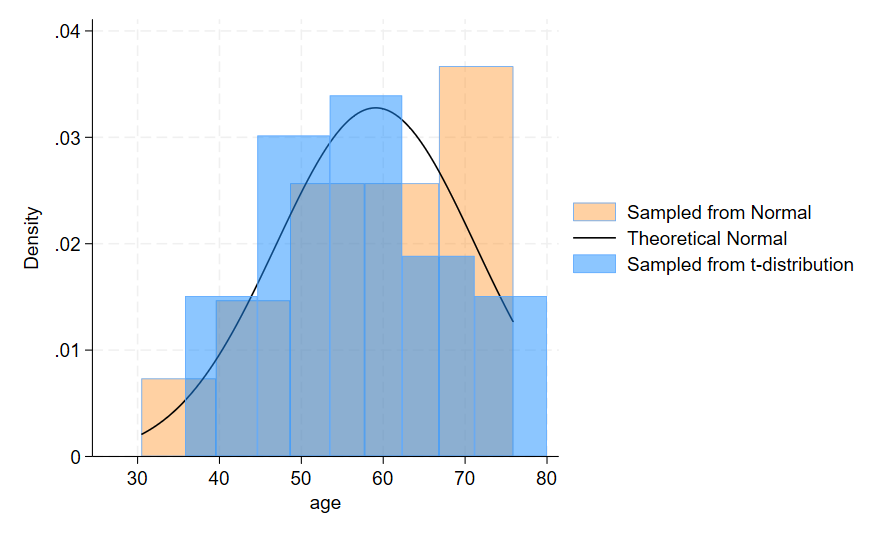 .04
.03
.02
.01
0
Density
30 40 50 60 70 80
age
Sampled from Normal
Theoretical Normal
Sampled from t-distribution